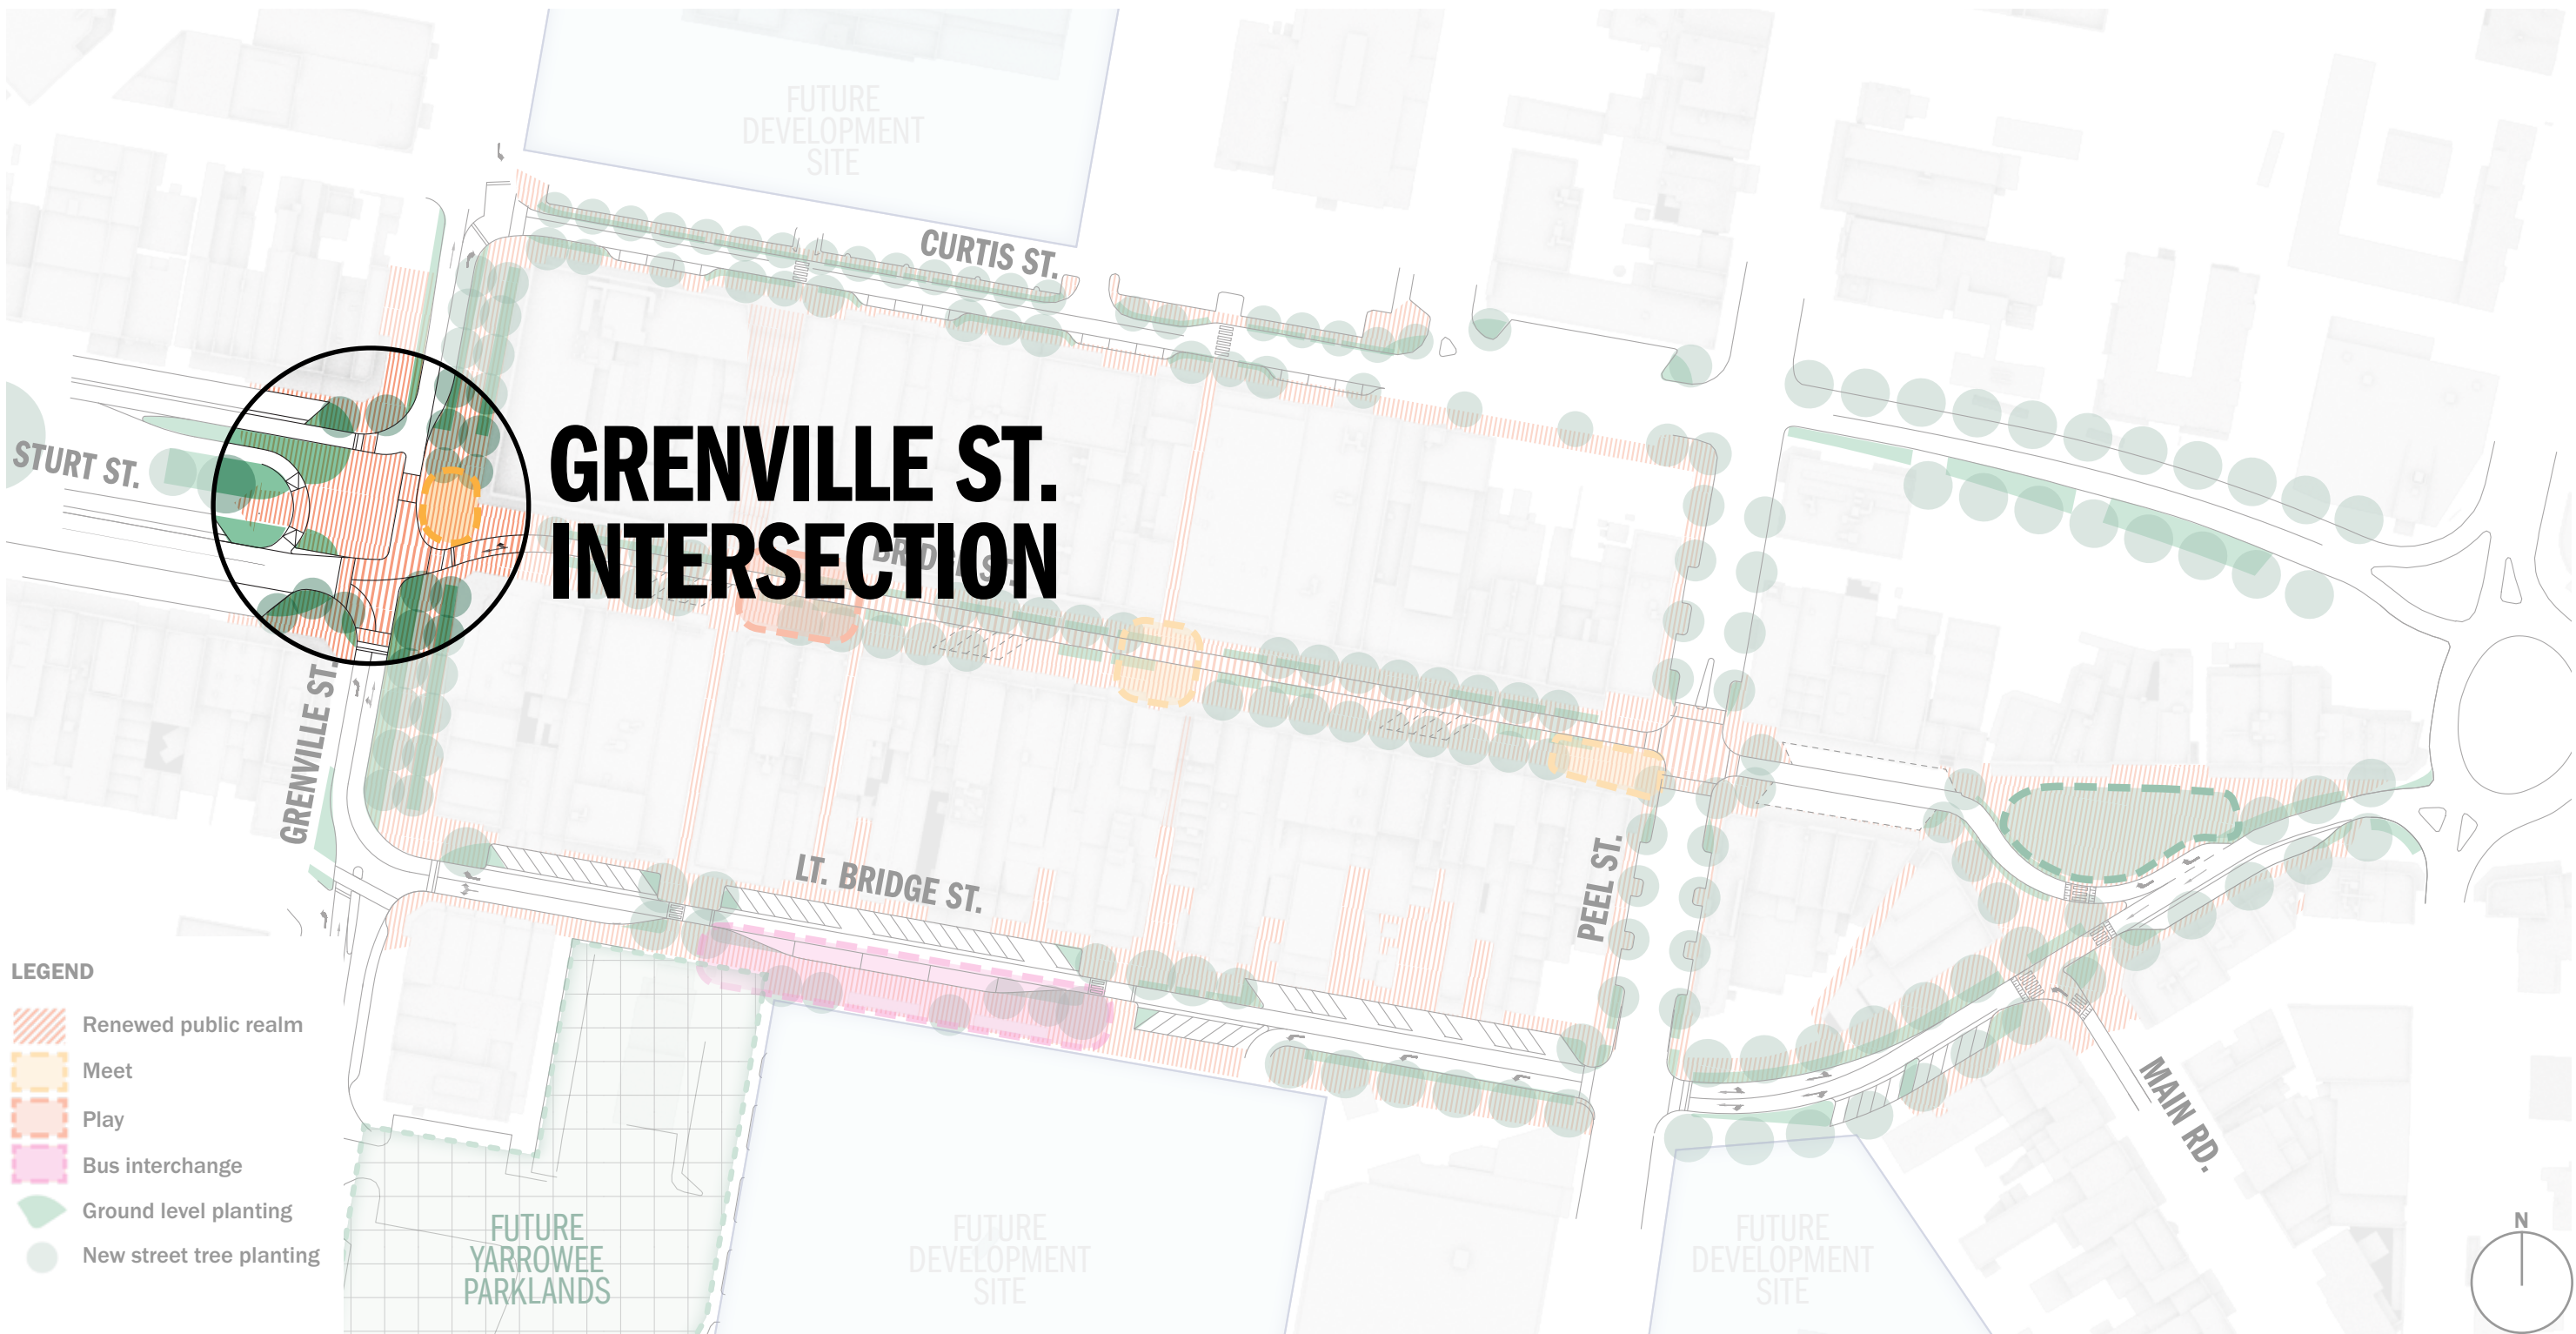 FUTURE
DEVELOPMENT
SITE
CURTIS ST.
STURT ST.
GRENVILLE ST.
INTERSECTION
BRIDGE ST.
GRENVILLE ST.
LT. BRIDGE ST.
PEEL ST.
MAIN RD.
LEGEND
Renewed public realm
Meet
Play
Bus interchange
Ground level planting
New street tree planting
FUTURE
YARROWEE
PARKLANDS
FUTURE
DEVELOPMENT
SITE
FUTURE
DEVELOPMENT
SITE
N